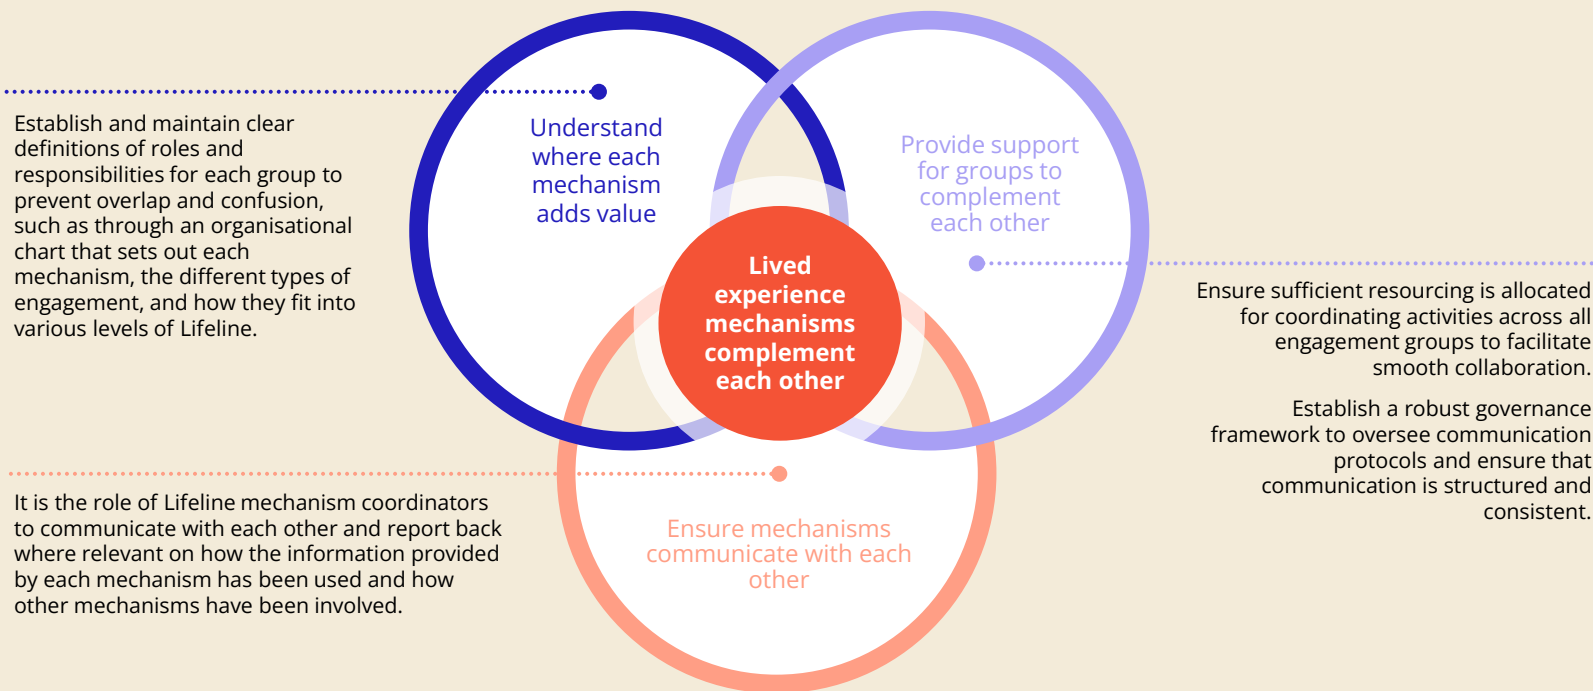 Establish and maintain clear
definitions of roles and
responsibilities for each group to
prevent overlap and confusion,
such as through an organisational
chart that sets out each
mechanism, the different types of
engagement, and how they fit into
various levels of Lifeline.
Understand
where each
mechanism
adds value
Provide support
for groups to
complement
each other
Lived
experience
mechanisms
complement
each other
Ensure sufficient resourcing is allocated
for coordinating activities across all
engagement groups to facilitate
smooth collaboration.
Establish a robust governance
framework to oversee communication
protocols and ensure that
communication is structured and
consistent.
It is the role of Lifeline mechanism coordinators
to communicate with each other and report back
where relevant on how the information provided
by each mechanism has been used and how
other mechanisms have been involved.
Ensure mechanisms
communicate with each
other